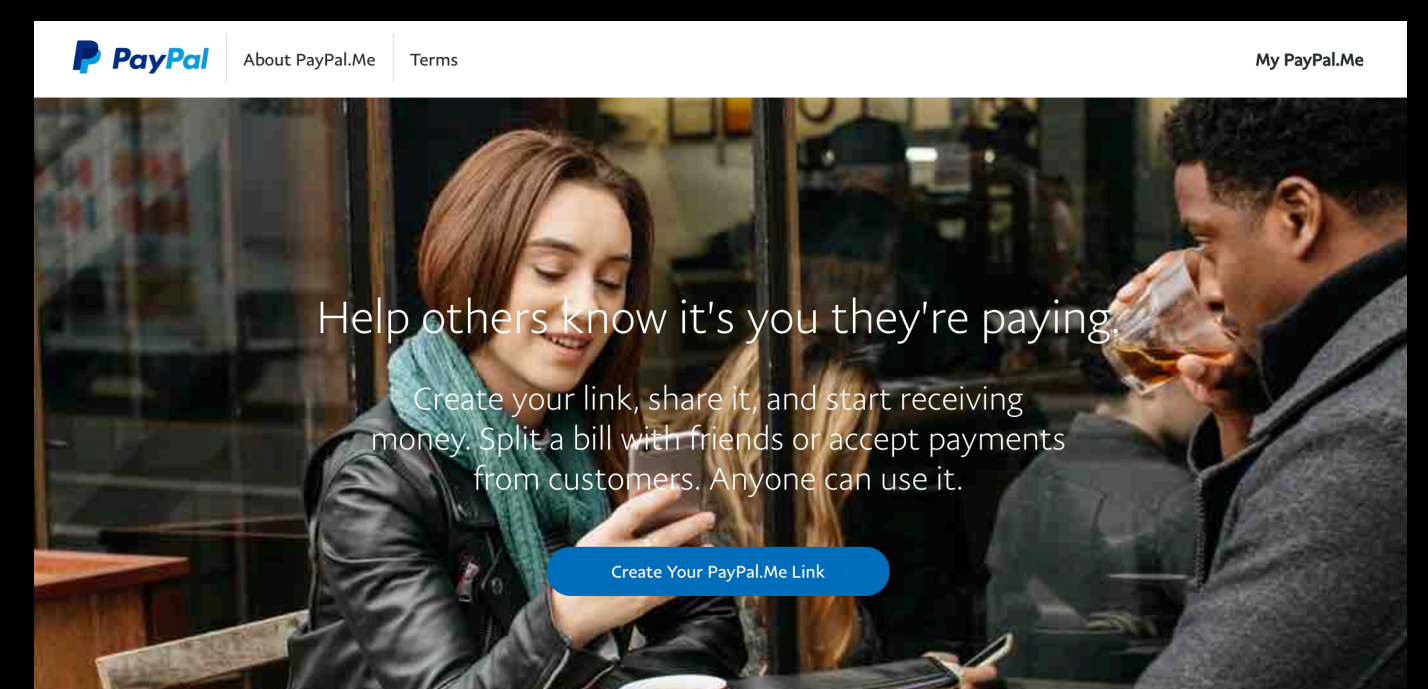 PayPal
About PayPal.Me
Terms
My PayPal.Me
Help others know it's you they're paying.
Create your link, share it, and start receiving
money. Split a bill with friends or accept payments
from customers. Anyone can use it.
Create Your PayPal.Me Link